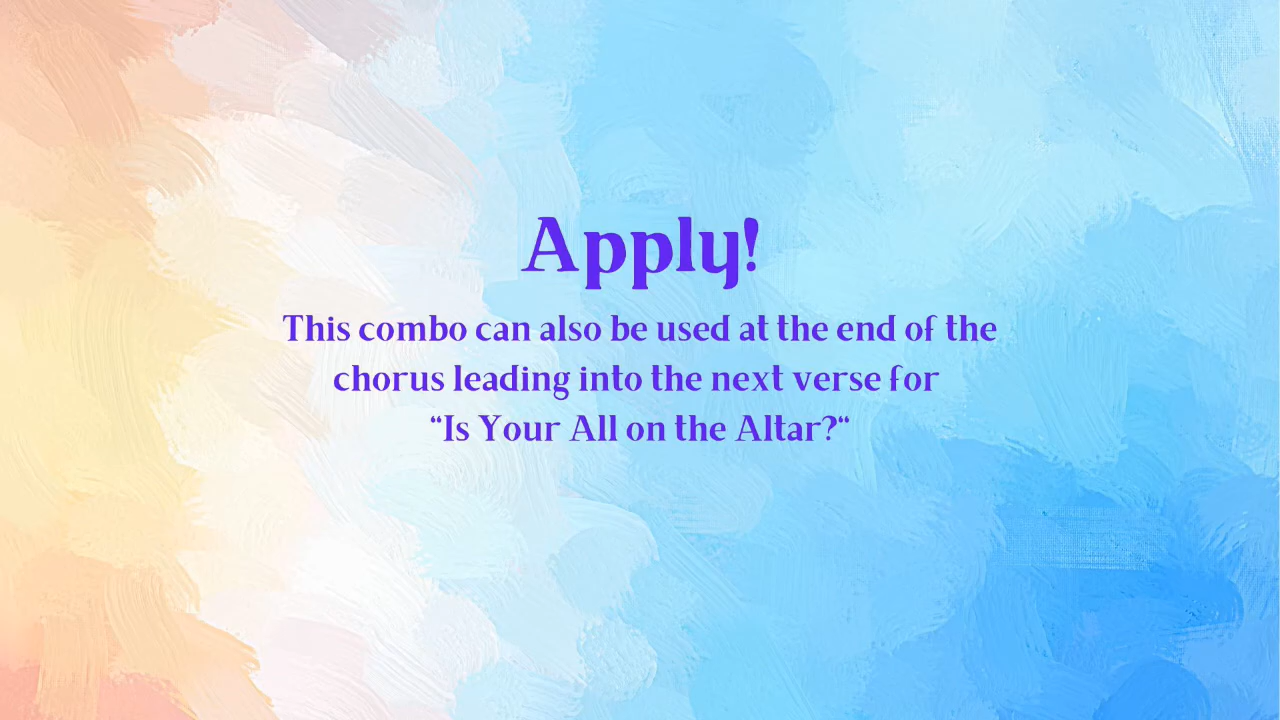 Apply!
This combo can also be used at the end of the
chorus leading into the next verse for
“Is Your All on the Altar?“